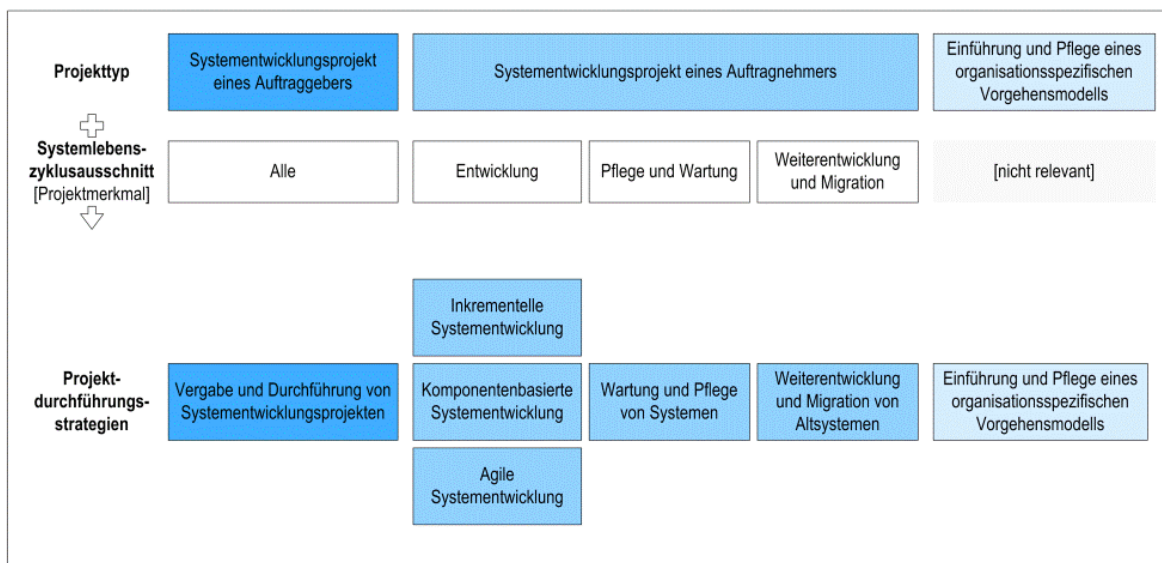 Projekttyp
Systementwicklungsprojekt
eines Auftraggebers
Systementwicklungsprojekt eines Auftragnehmers
Einführung und Pflege eines
organisationsspezifischen
Vorgehensmodells
Systemlebens-
zyklusausschnitt
[Projektmerkmal]
Alle
Entwicklung
Pflege und Wartung
Weiterentwicklung
und Migration
[nicht relevant]
Projekt-
durchführungs-
strategien
Vergabe und Durchführung von
Systementwicklungsprojekten
Inkrementelle
Systementwicklung
Komponentenbasierte
Systementwicklung
Agile
Systementwicklung
Wartung und Pflege
von Systemen
Weiterentwicklung
und Migration von
Altsystemen
Einführung und Pflege eines
organisationsspezifischen
Vorgehensmodells